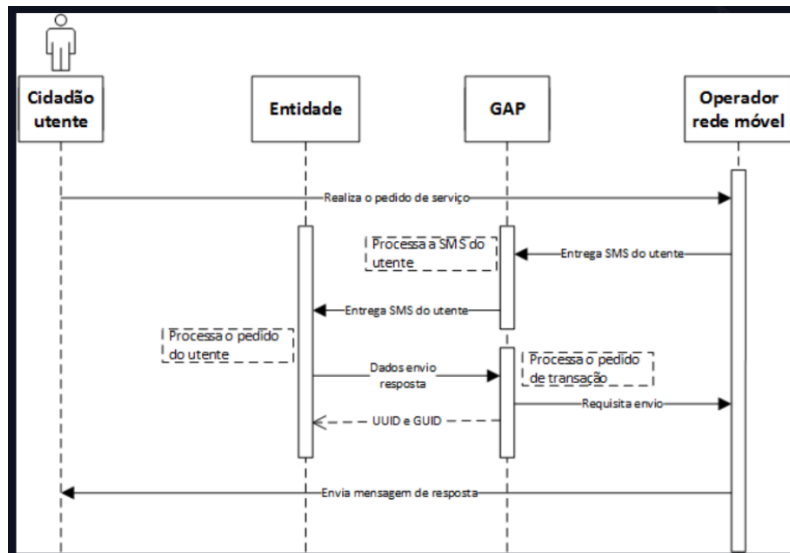 Cidadão
utente
Entidade
GAP
Operador
rede móvel
Realiza o pedido de serviço
Processa a SMS do
utente
Entrega SMS do utente
Entrega SMS do utente
Processa o pedido
do utente
Dados envio
resposta
Processa o pedido
de transação
Requisita envio
UUID e GUID
Envia mensagem de resposta